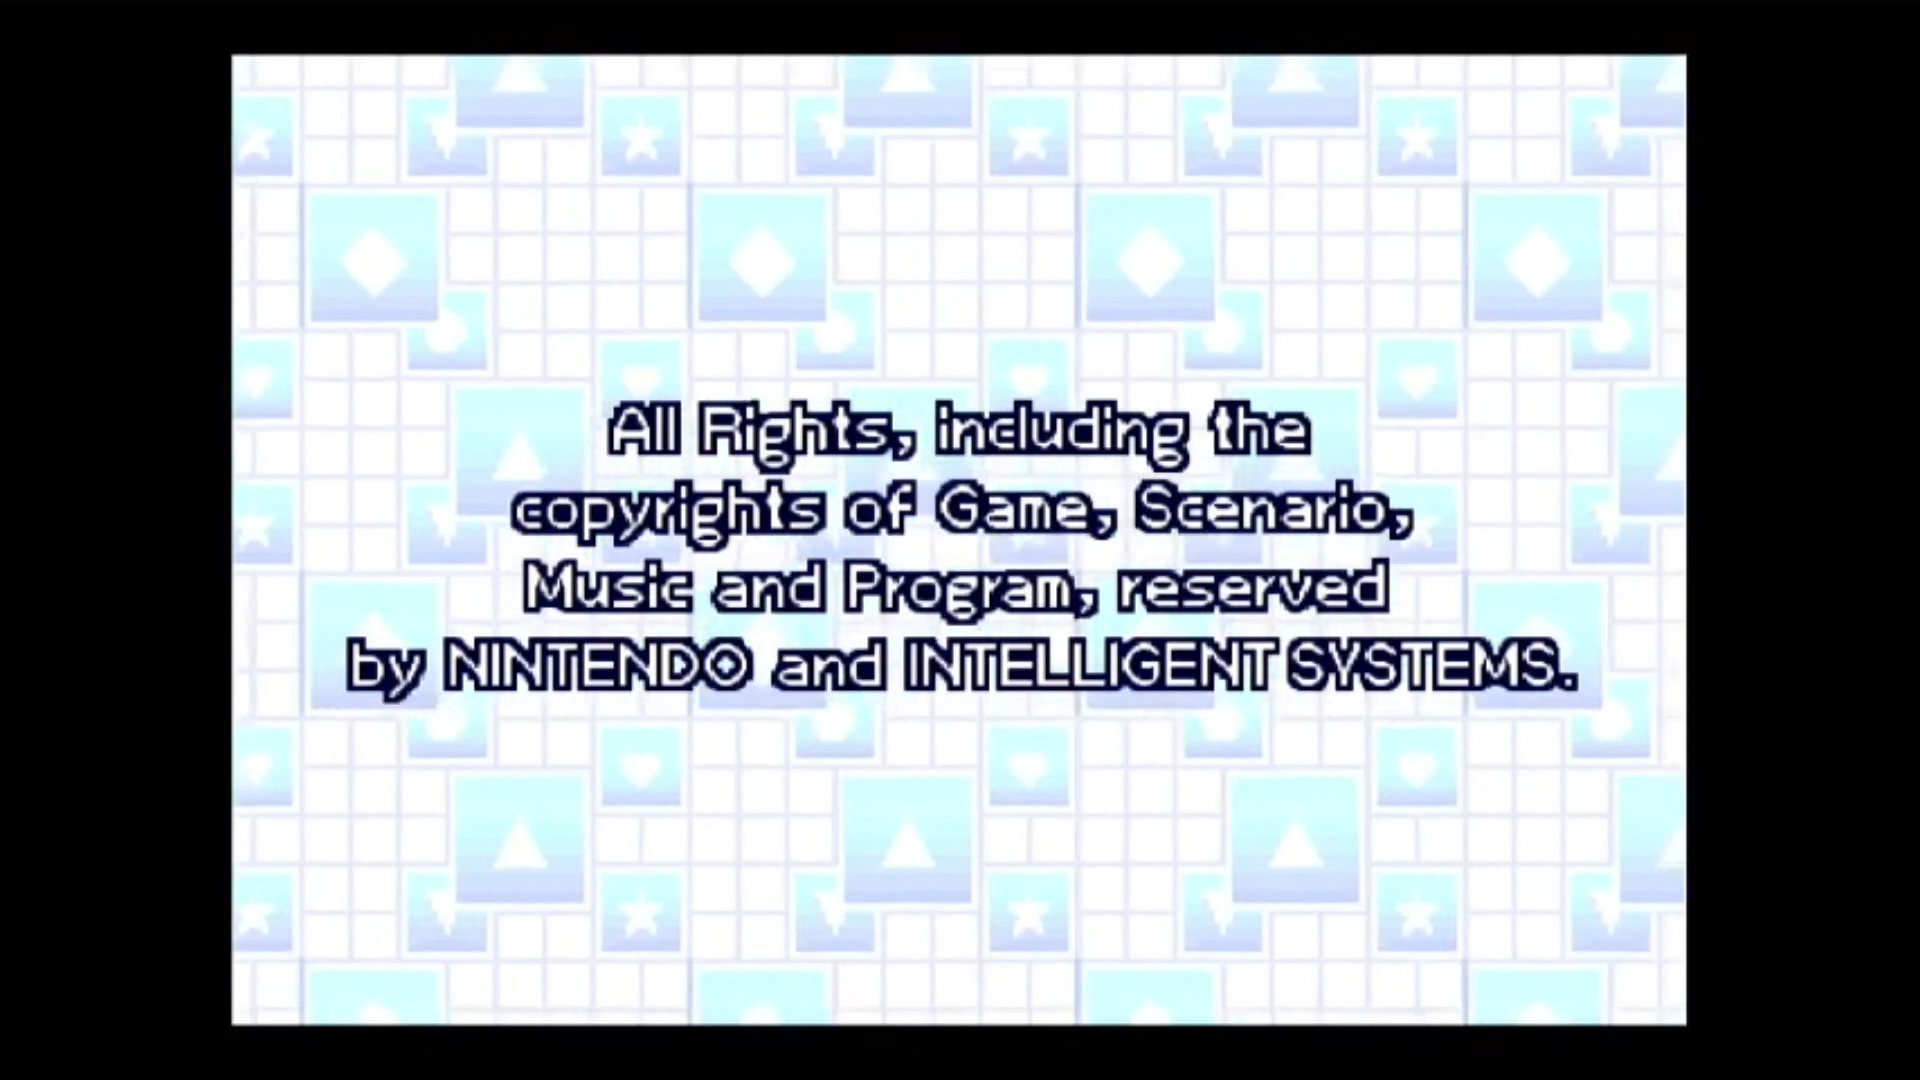 All Rights, including the
copyrights of Game, Scenario,
Music and Program, reserved
by NINTENDO and INTELLIGENT SYSTEMS.